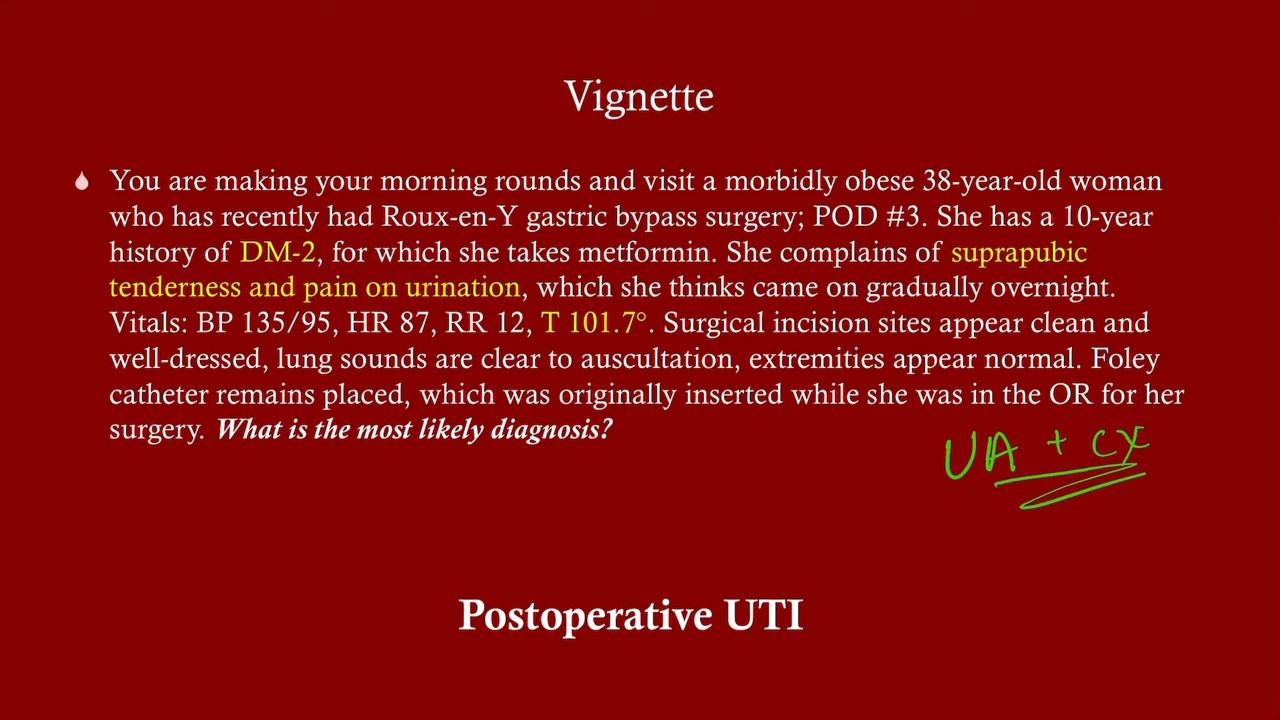 Vignette
You are making your morning rounds and visit a morbidly obese 38-year-old woman
who has recently had Roux-en-Y gastric bypass surgery; POD #3. She has a 10-year
history of DM-2, for which she takes metformin. She complains of suprapubic
tenderness and pain on urination, which she thinks came on gradually overnight.
Vitals: BP 135/95, HR 87, RR 12, T 101.7°. Surgical incision sites appear clean and
well-dressed, lung sounds are clear to auscultation, extremities appear normal. Foley
catheter remains placed, which was originally inserted while she was in the OR for her
surgery. What is the most likely diagnosis?
UA + CX
Postoperative UTI